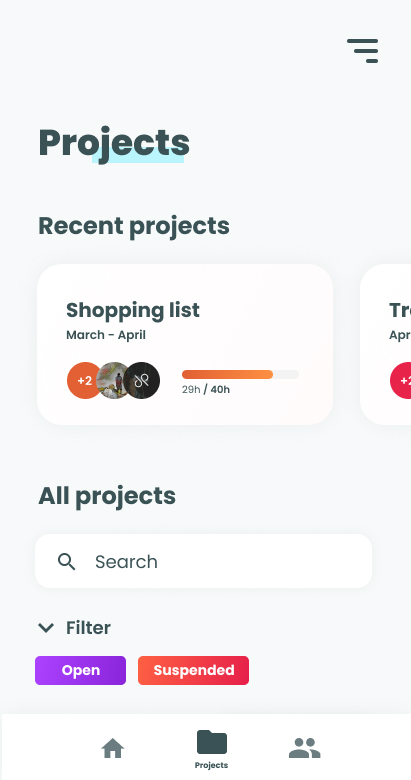 Projects
Recent projects
Shopping list
March - April
+2
29h / 40h
All projects
Search
Filter
Open
Suspended
Projects